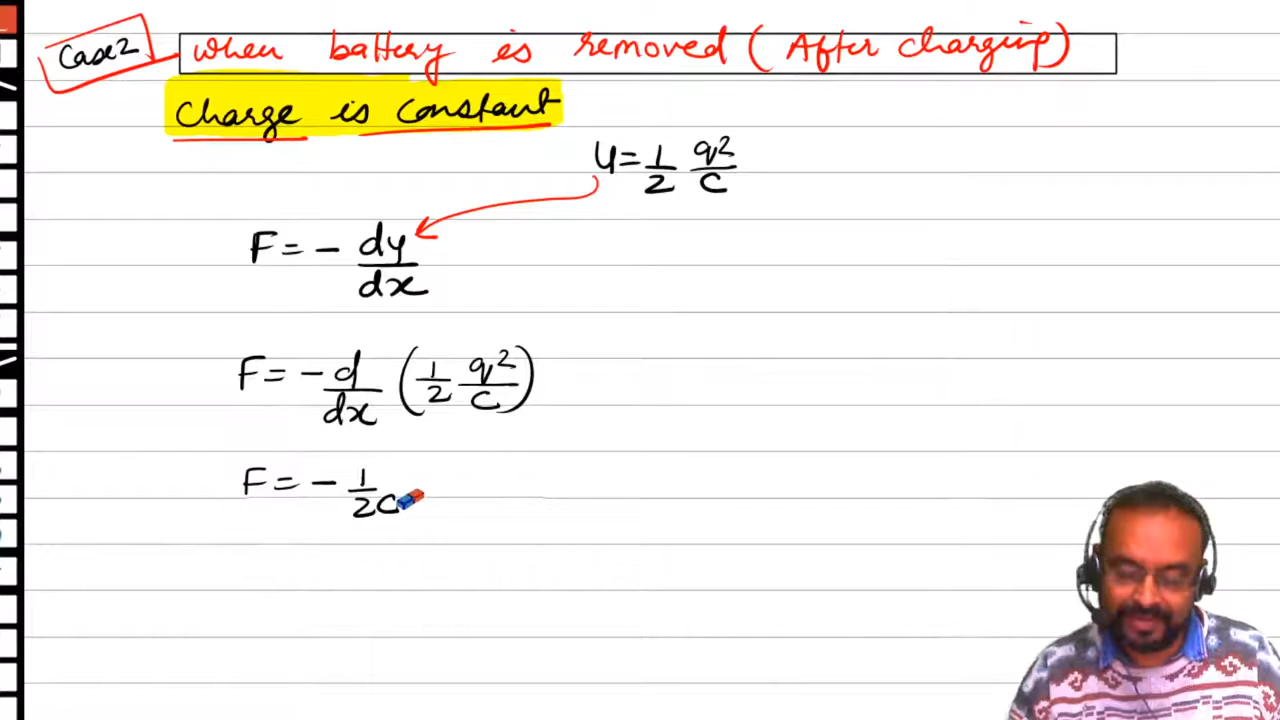 Case2
when battery is removed (After charging)
Charge is constant
U = 1/2 q²/c
F = - dy/dx
F = - d/dx (1/2 q²/c)
F = - 1/2c